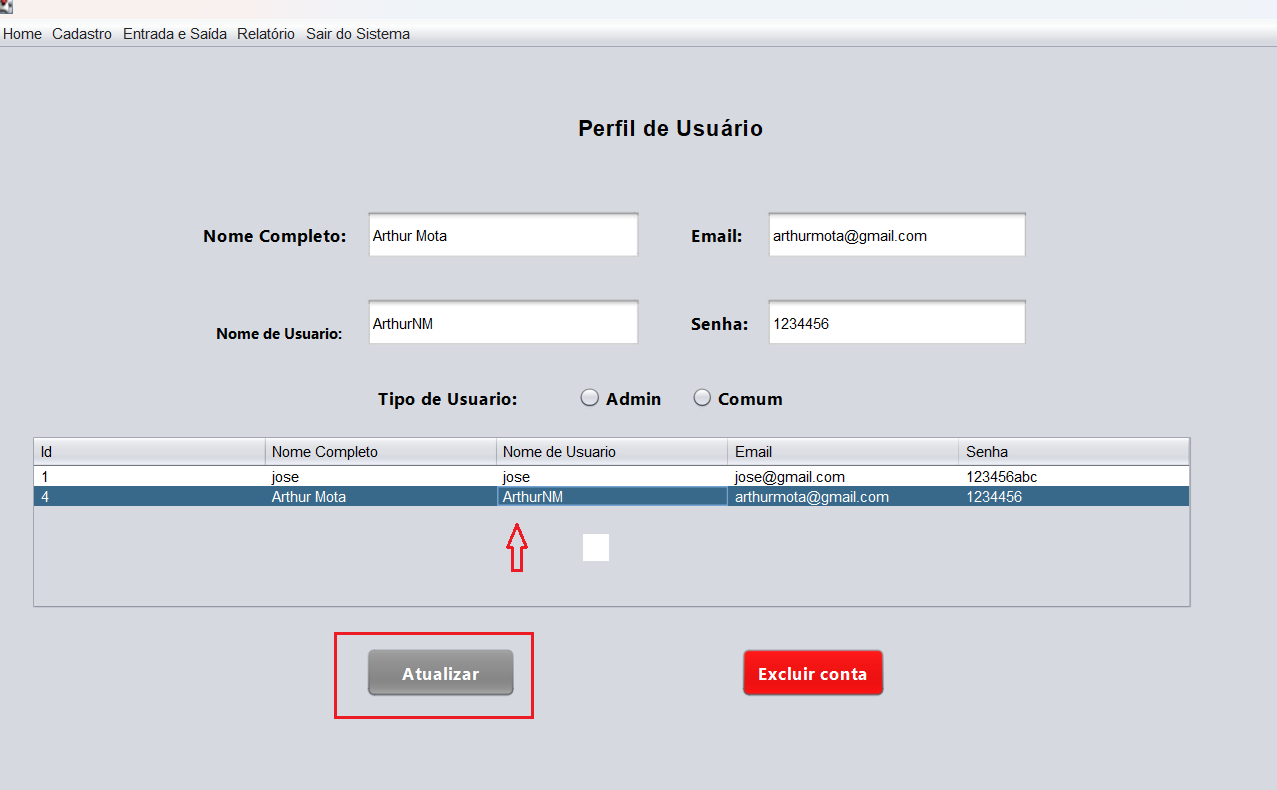 Home Cadastro Entrada e Saída Relatório Sair do Sistema
Perfil de Usuário
Nome Completo: Arthur Mota Email: arthurmota@gmail.com
Nome de Usuario: ArthurNM Senha: 1234456
Tipo de Usuario: Admin Comum
Id Nome Completo Nome de Usuario Email Senha
1 jose jose jose@gmail.com 123456abc
4 Arthur Mota ArthurNM arthurmota@gmail.com 1234456
Atualizar Excluir conta